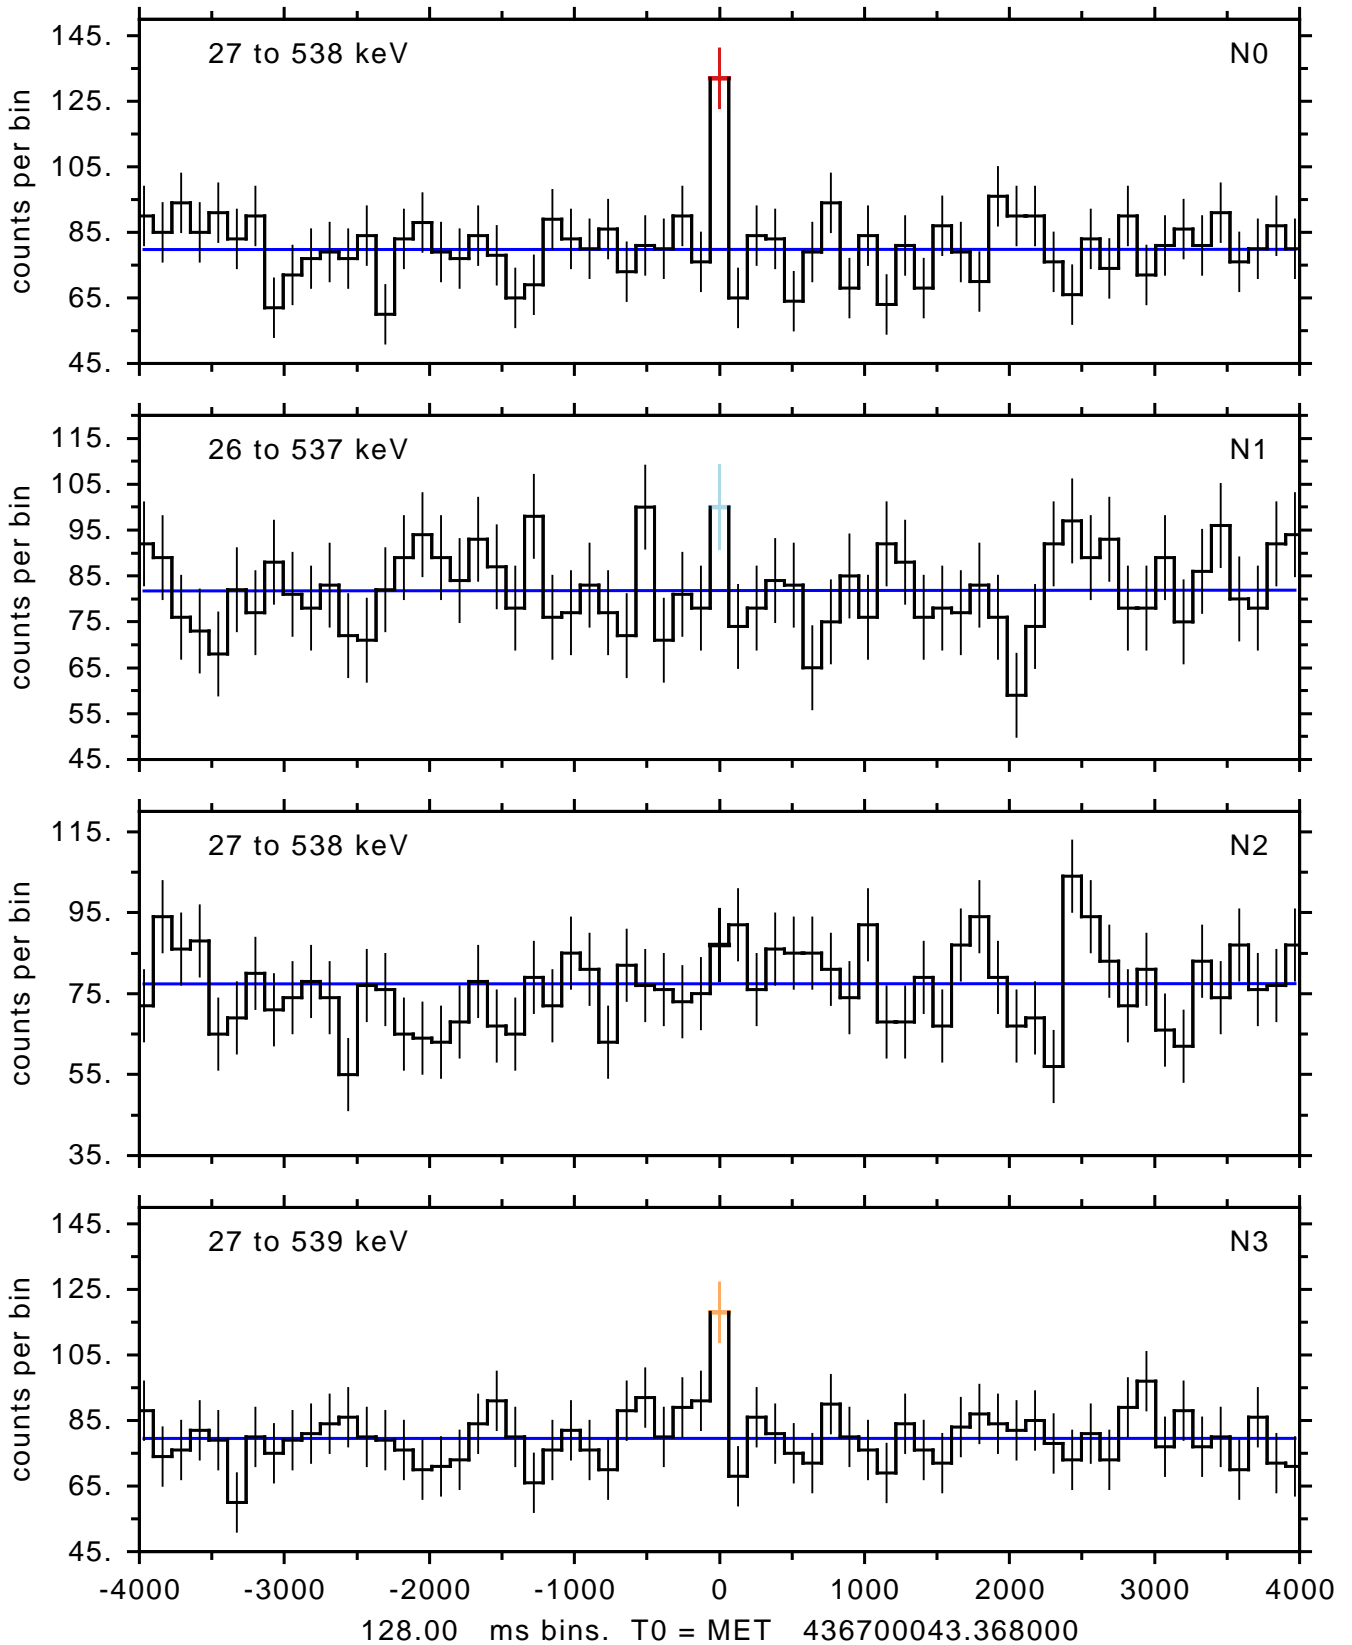 27 to 538 keV N0
145.
125.
105.
85.
65.
45.
counts per bin
26 to 537 keV N1
115.
105.
95.
85.
75.
65.
55.
45.
counts per bin
27 to 538 keV N2
115.
95.
75.
55.
35.
counts per bin
27 to 539 keV N3
145.
125.
105.
85.
65.
45.
counts per bin
-4000 -3000 -2000 -1000 0 1000 2000 3000 4000
128.00 ms bins. T0 = MET 436700043.368000